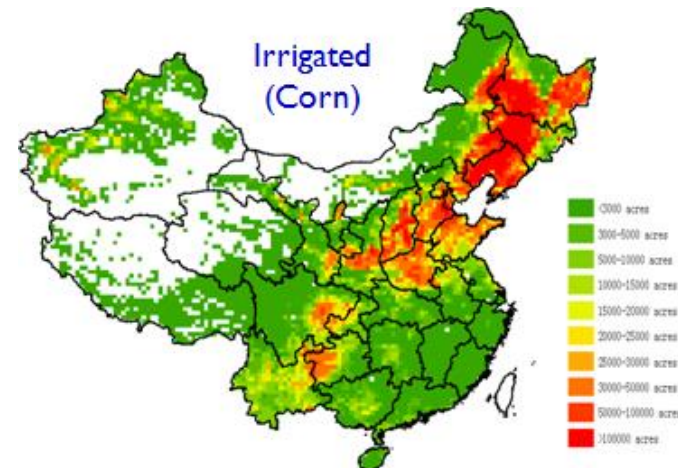 Irrigated
(Corn)
<3000 acres
3000-5000 acres
5000-10000 acres
10000-15000 acres
15000-20000 acres
20000-25000 acres
25000-30000 acres
30000-50000 acres
50000-100000 acre
>100000 acres